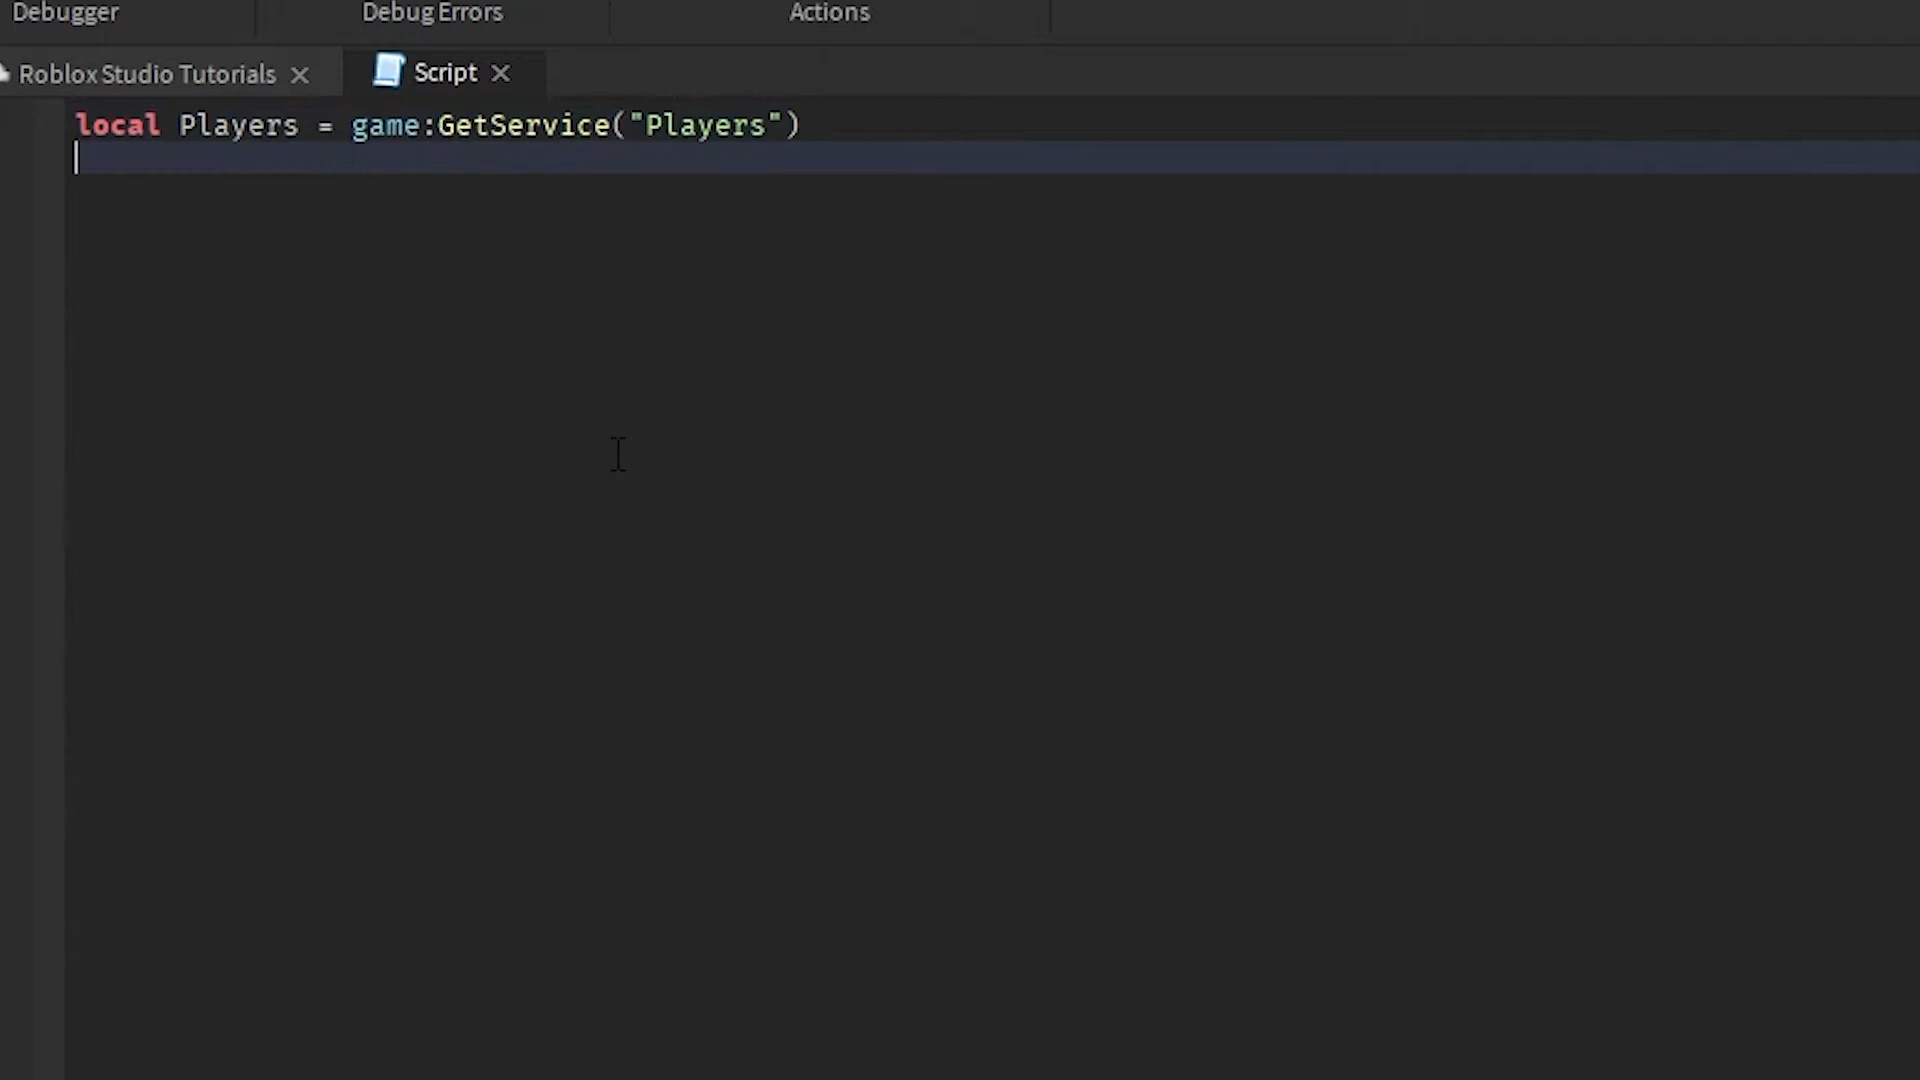 Debugger Debug Errors Actions
Roblox Studio Tutorials Script
local Players = game:GetService("Players")